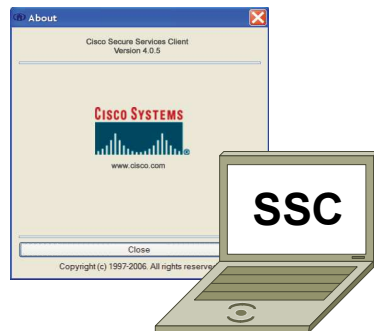 About
Cisco Secure Services Client
Version 4.0.5
CISCO SYSTEMS
www.cisco.com
SSC
Close
Copyright (c) 1997-2006. All rights reserve